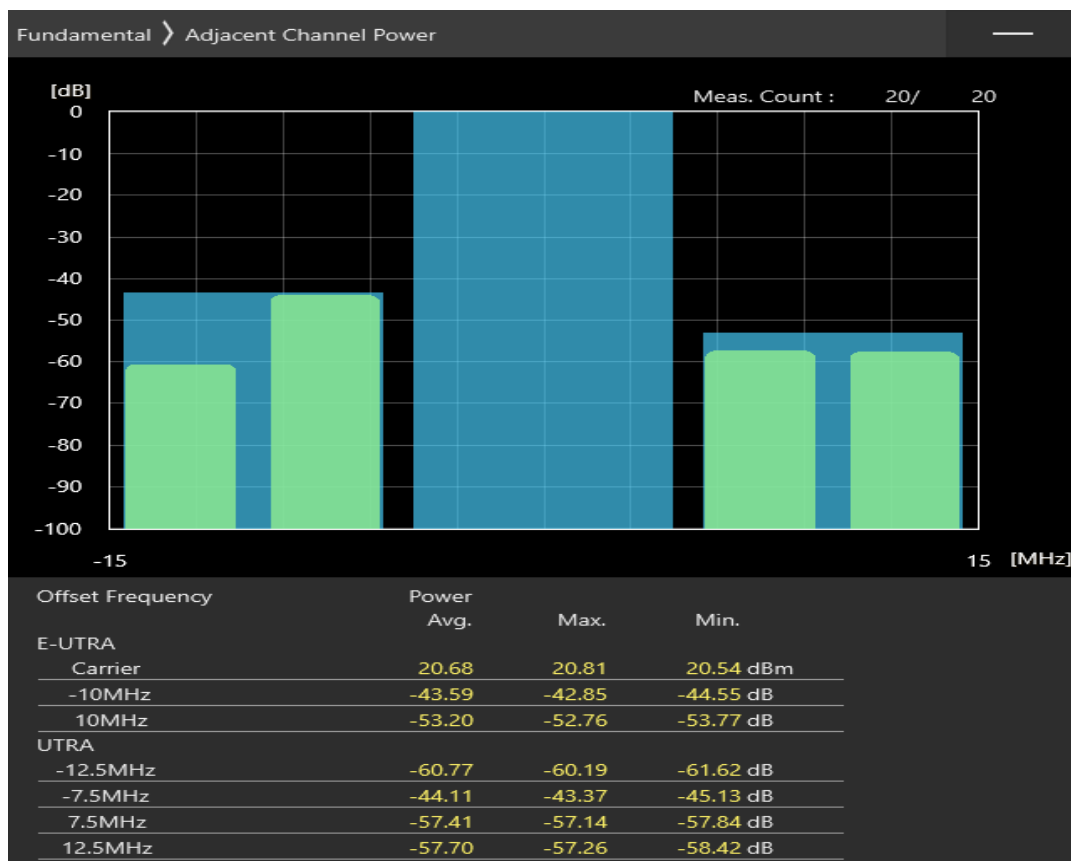 Fundamental ❯ Adjacent Channel Power
[dB]
Meas. Count : 20/ 20
0
-10
-20
-30
-40
-50
-60
-70
-80
-90
-100
-15 15 [MHz]
Offset Frequency Power
Avg. Max. Min.
E-UTRA
Carrier 20.68 20.81 20.54 dBm
-10MHz -43.59 -42.85 -44.55 dB
10MHz -53.20 -52.76 -53.77 dB
UTRA
-12.5MHz -60.77 -60.19 -61.62 dB
-7.5MHz -44.11 -43.37 -45.13 dB
7.5MHz -57.41 -57.14 -57.84 dB
12.5MHz -57.70 -57.26 -58.42 dB